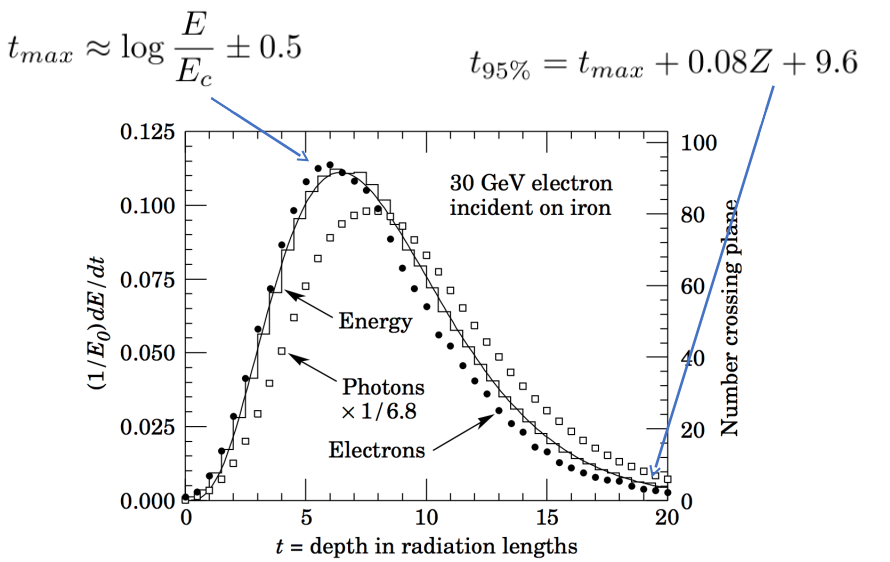 t_max ≈ log E/E_c ± 0.5
t_95% = t_max + 0.08Z + 9.6
0.125
0.100
0.075
0.050
0.025
0.000
(1/E_0) dE/dt
100
80
60
40
20
0
Number crossing plane
30 GeV electron
incident on iron
Energy
Photons
× 1/6.8
Electrons
0 5 10 15 20
t = depth in radiation lengths